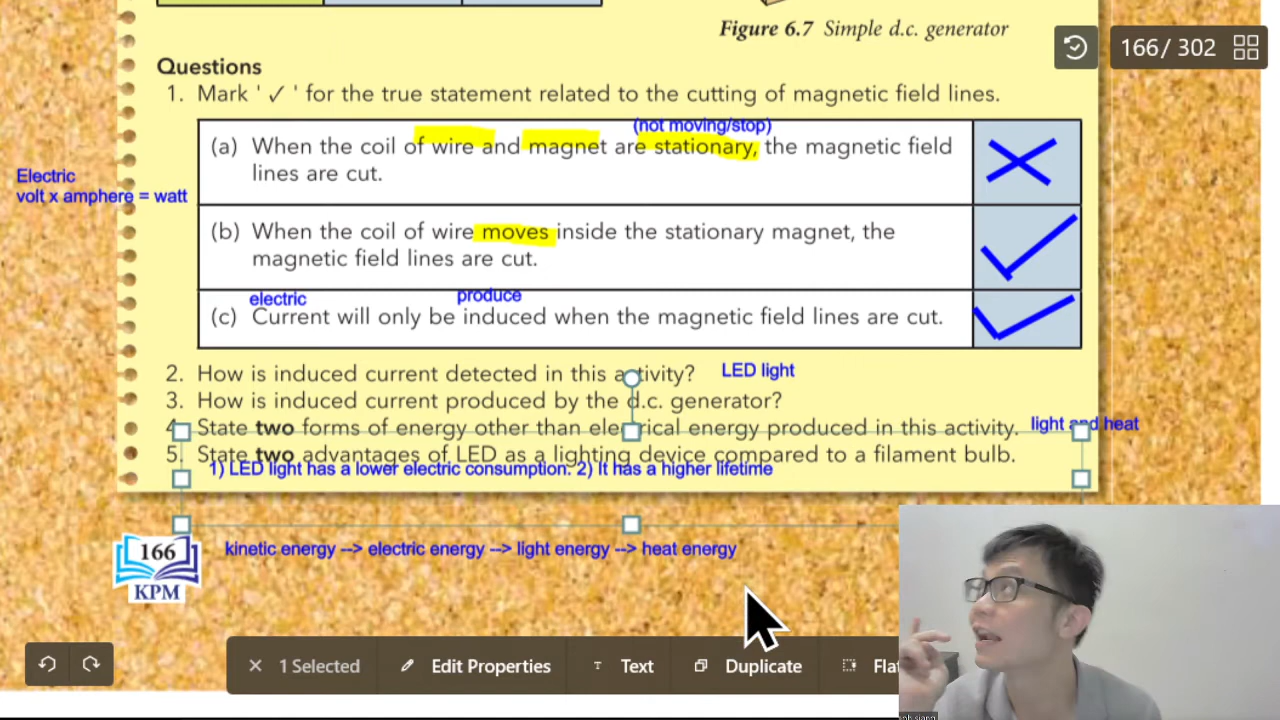 Figure 6.7 Simple d.c. generator
166/ 302
Questions
1. Mark ' ✓ ' for the true statement related to the cutting of magnetic field lines.
(not moving/stop)
(a) When the coil of wire and magnet are stationary, the magnetic field
lines are cut.
Electric
volt x amphere = watt
(b) When the coil of wire moves inside the stationary magnet, the
magnetic field lines are cut.
electric produce
(c) Current will only be induced when the magnetic field lines are cut.
2. How is induced current detected in this activity? LED light
3. How is induced current produced by the d.c. generator?
4. State two forms of energy other than electrical energy produced in this activity. light and heat
5. State two advantages of LED as a lighting device compared to a filament bulb.
1) LED light has a lower electric consumption. 2) It has a higher lifetime
166
KPM
kinetic energy --> electric energy --> light energy --> heat energy
1 Selected Edit Properties Text Duplicate